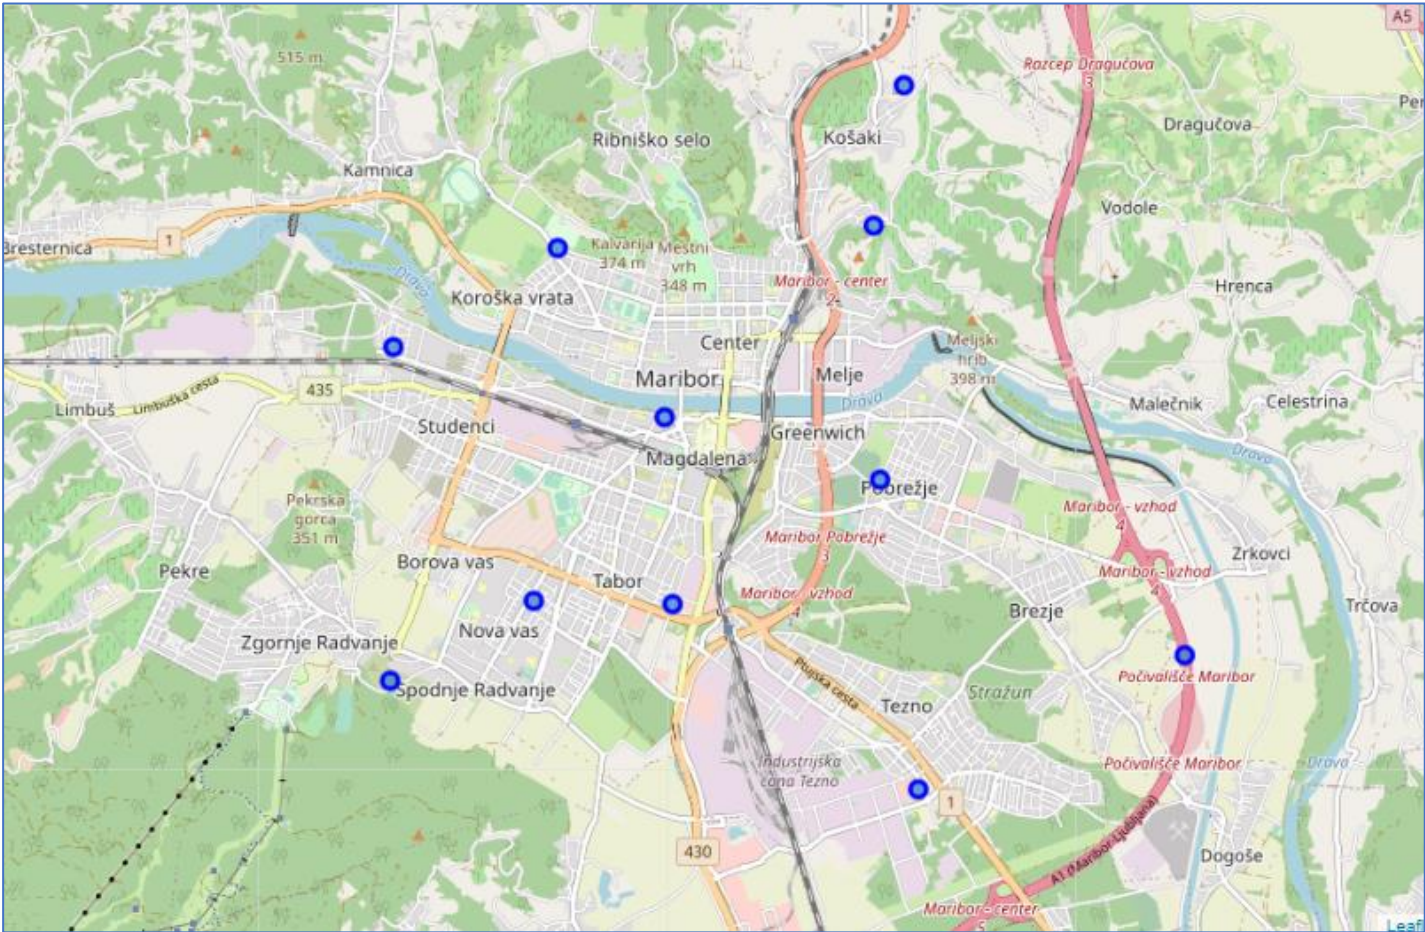 A5
515 m
Razcep Dragučova
3
Dragučova
Ribniško selo
Košaki
Kamnica
Vodole
Bresternica
1
Kalvarija
374 m
Mestni
vrh
348 m
Maribor - center
2
Hrenca
Drava
Koroška vrata
Center
Meljski
hrib
398 m
Maribor
Melje
Drava
435
Limbuška cesta
Limbuš
Malečnik
Celestrina
Studenci
Greenwich
Magdalena
Drava
Pobrežje
Pekrska
gorca
351 m
Maribor - vzhod
4
Maribor Pobrežje
3
Borova vas
Zrkovci
Pekre
Tabor
Maribor - vzhod
4
Maribor - vzhod
4
Brezje
Trčova
Nova vas
Zgornje Radvanje
Ptujska cesta
Počivališče Maribor
Spodnje Radvanje
Stražun
Tezno
Industrijska
cona Tezno
Počivališče Maribor
Drava
1
430
A1 (Maribor-Ljubljana)
Dogoše
Maribor - center
5
Leaf